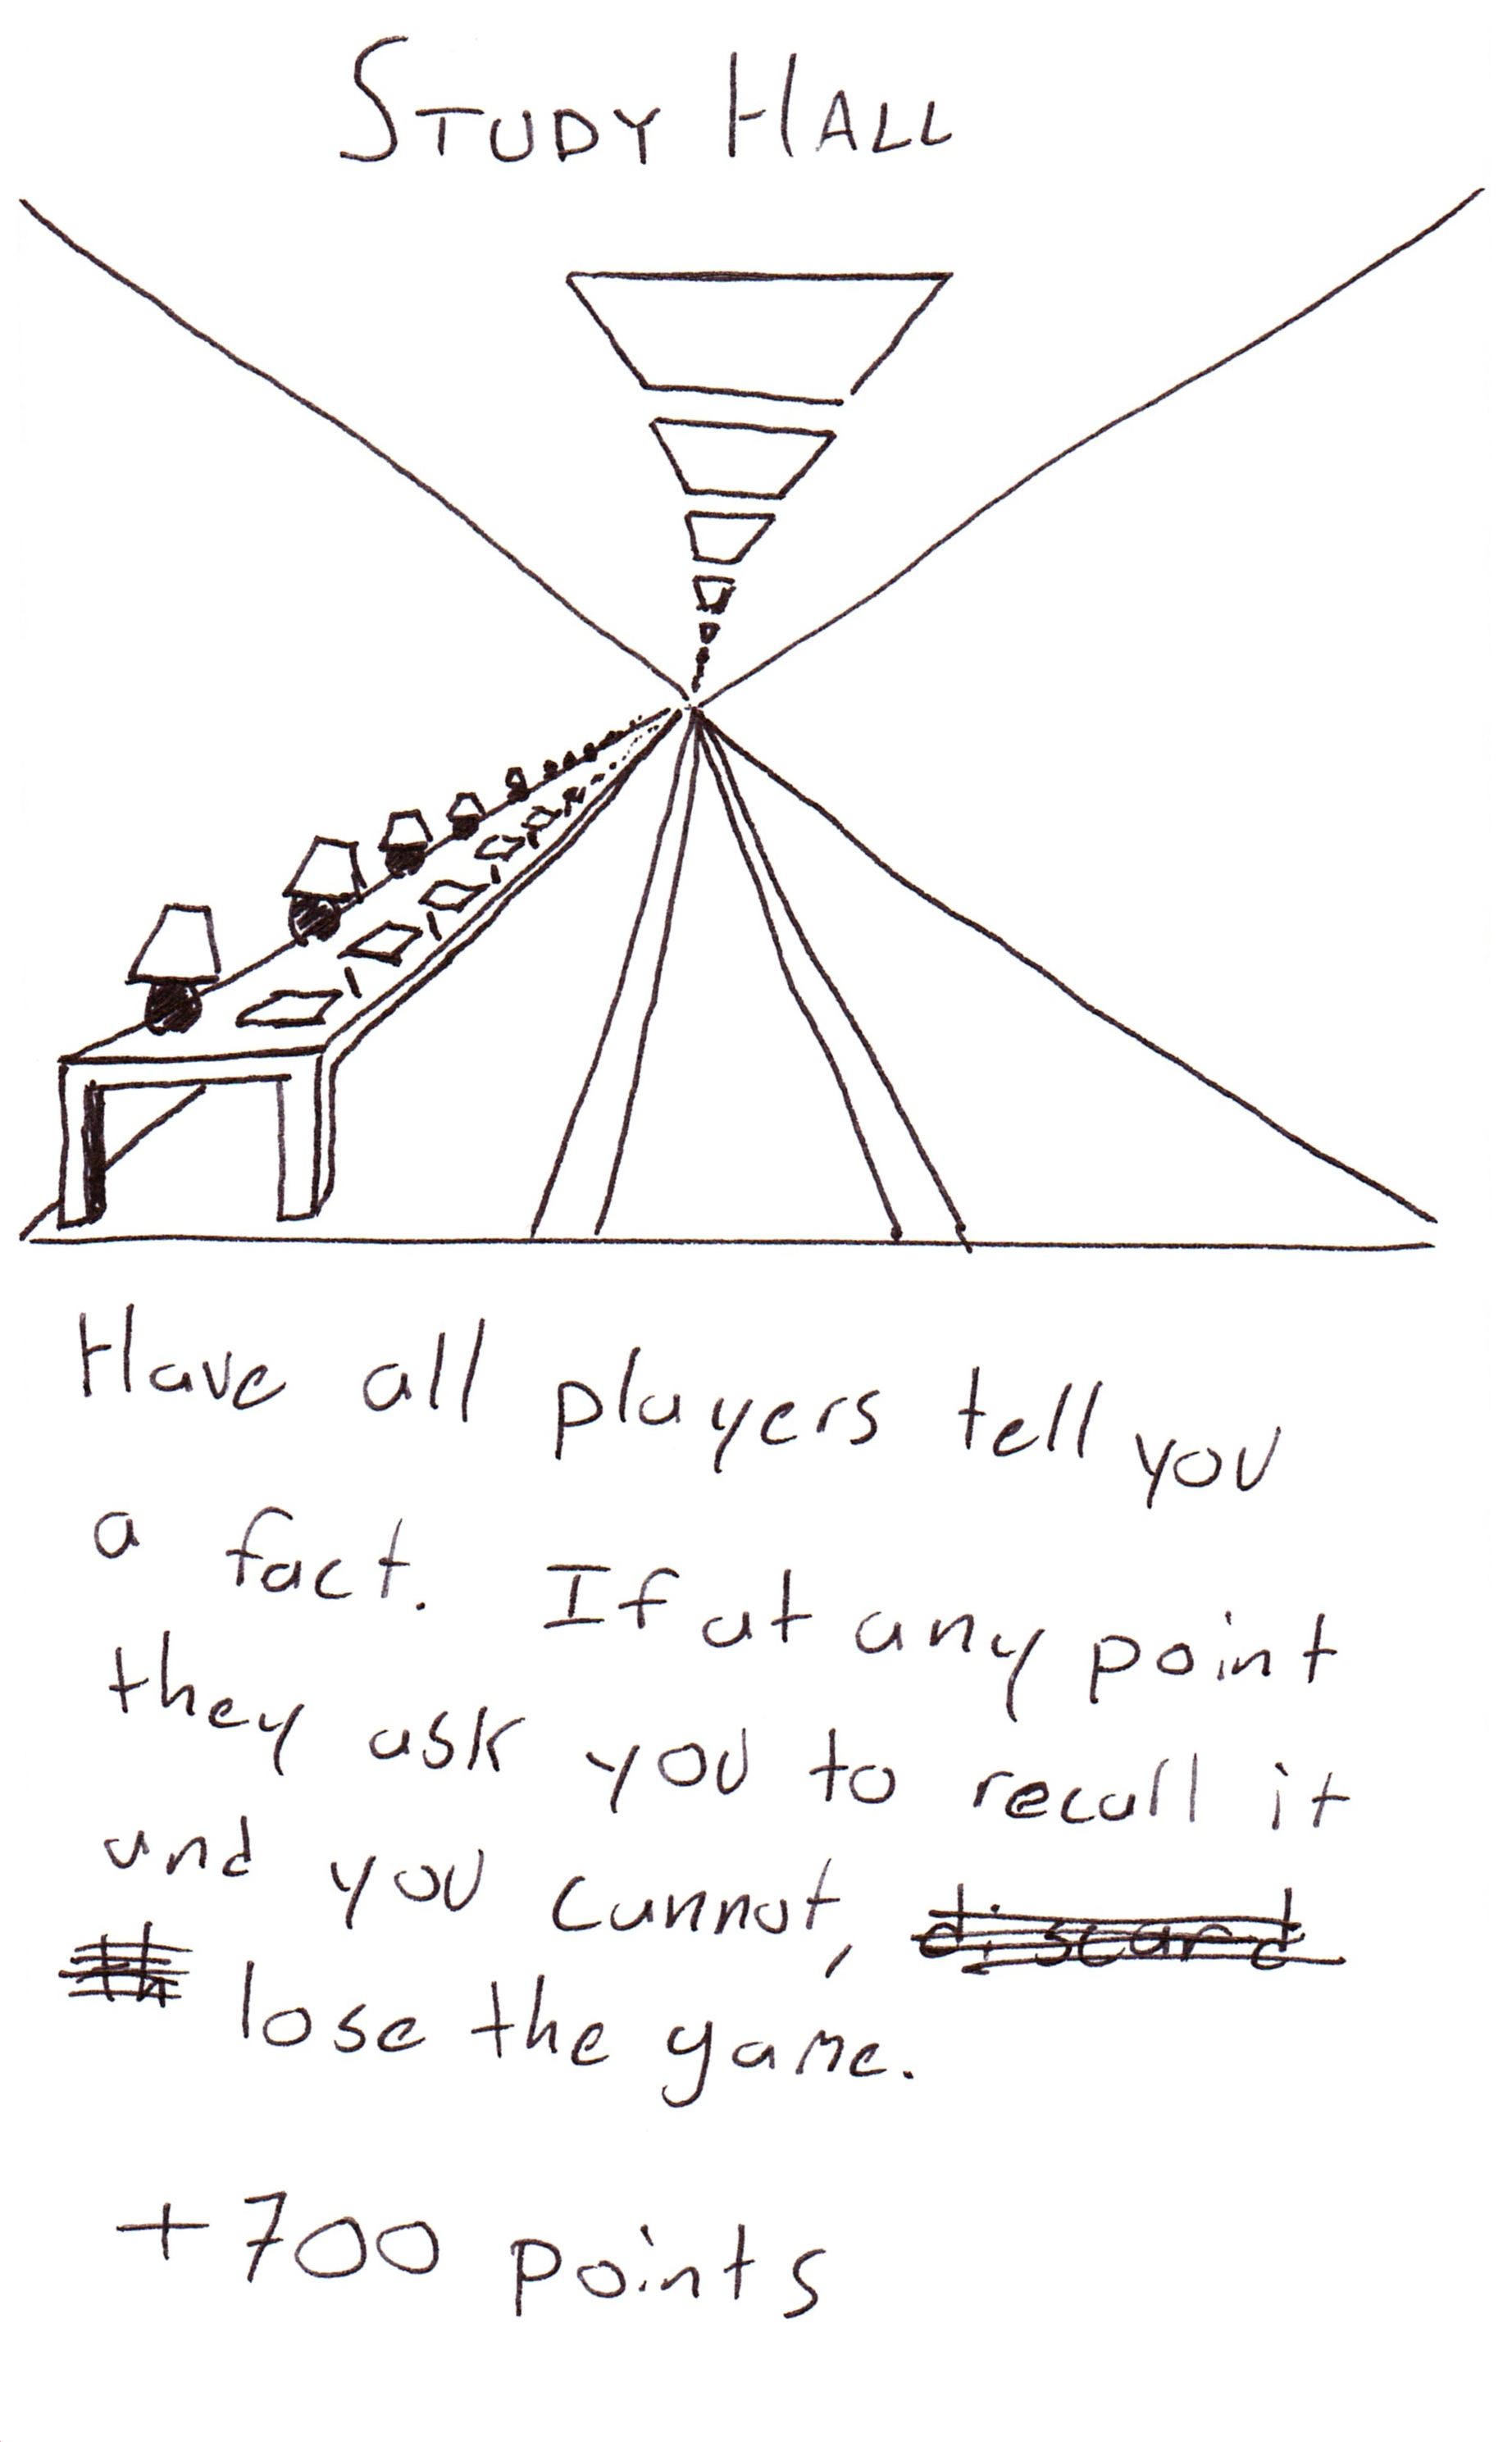 STUDY HALL
Have all players tell you
a fact. If at any point
they ask you to recall it
and you cannot, discard
lose the game.
+700 points